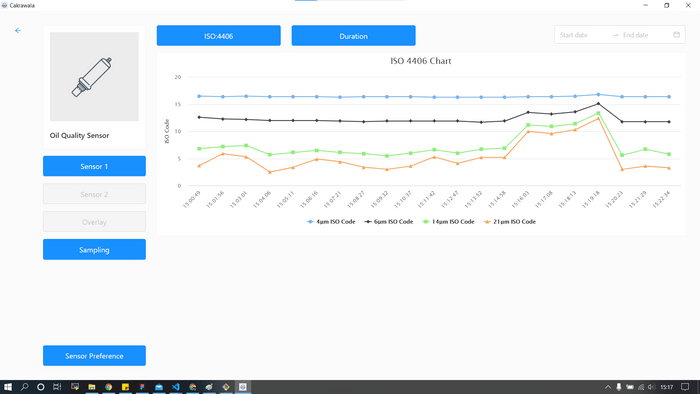 Cakrawala
ISO:4406
Duration
Start date
End date
ISO 4406 Chart
20
15
10
5
0
ISO Code
15:00:49
15:01:56
15:03:01
15:04:06
15:05:11
15:06:16
15:07:21
15:08:27
15:09:32
15:10:37
15:11:42
15:12:47
15:13:52
15:14:58
15:16:03
15:17:08
15:18:13
15:19:18
15:20:23
15:21:29
15:22:34
4μm ISO Code
6μm ISO Code
14μm ISO Code
21μm ISO Code
Oil Quality Sensor
Sensor 1
Sensor 2
Overlay
Sampling
Sensor Preference
15:17